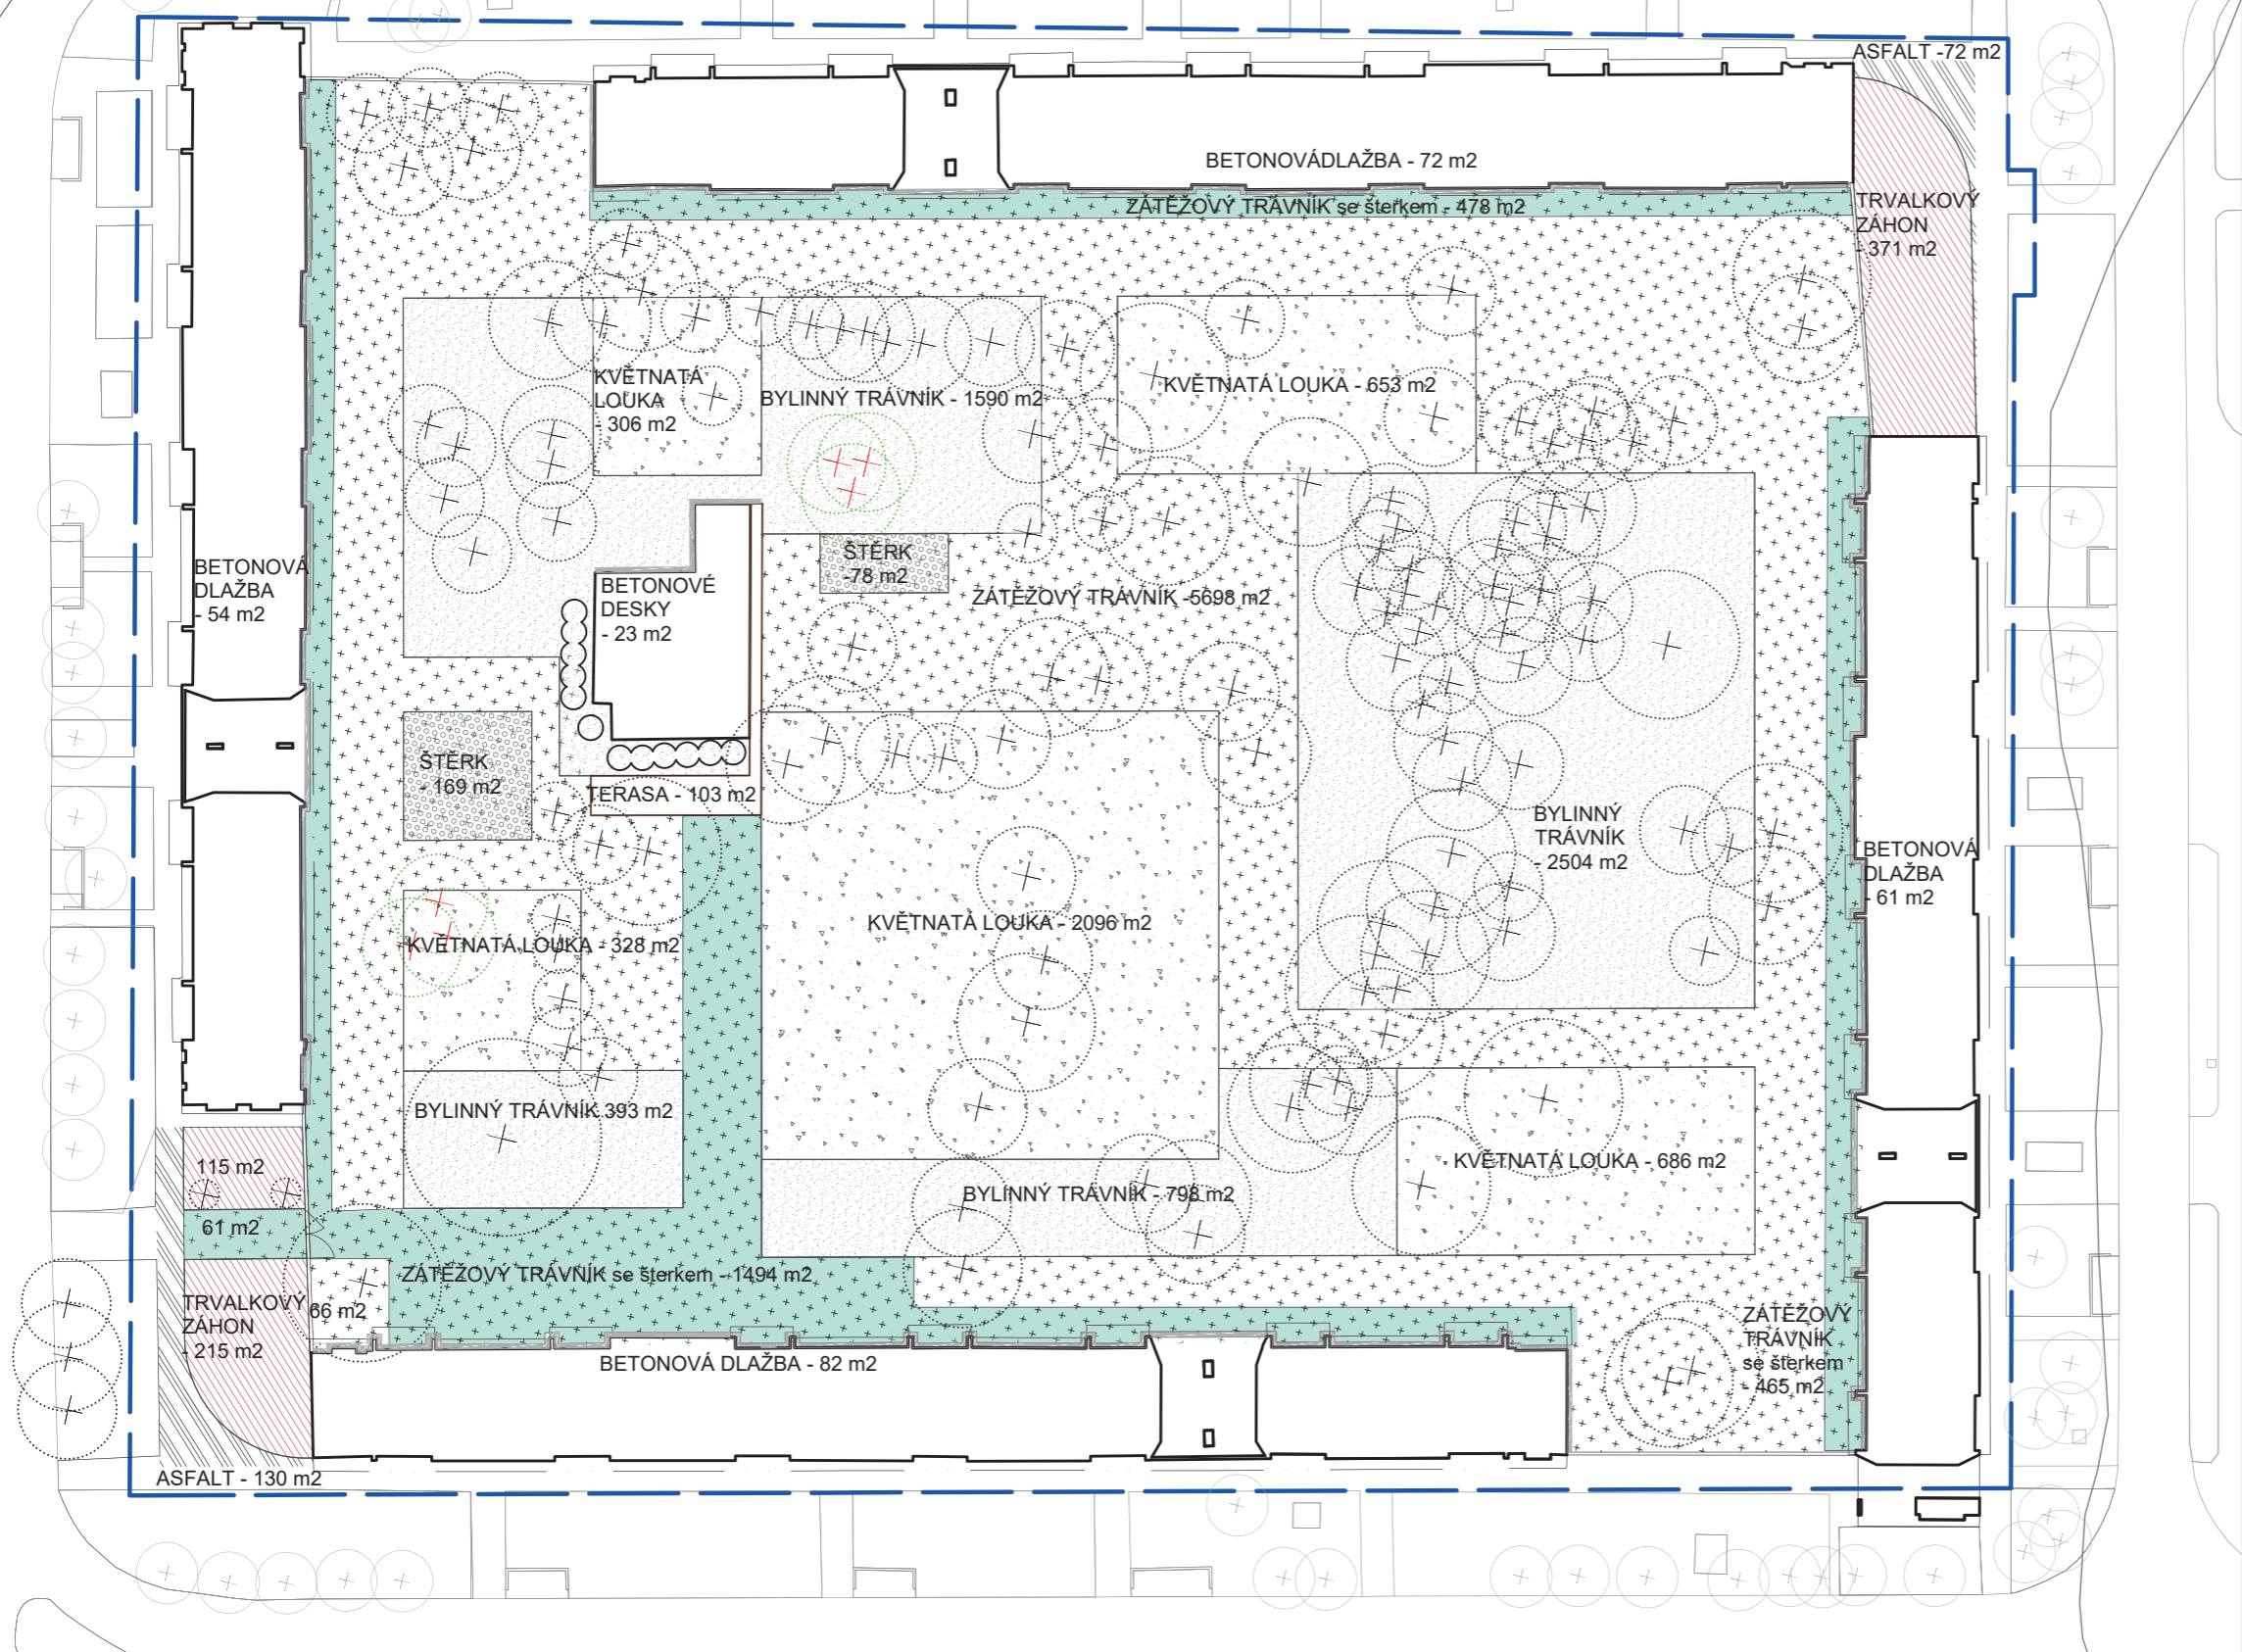 ASFALT -72 m2
BETONOVÁDLAŽBA - 72 m2
ZÁTĚŽOVÝ TRÁVNÍK se šterkem - 478 m2
TRVALKOVÝ
ZÁHON
- 371 m2
KVĚTNATÁ
LOUKA
- 306 m2
BYLINNÝ TRÁVNÍK - 1590 m2
KVĚTNATÁ LOUKA - 653 m2
BETONOVÁ
DLAŽBA
- 54 m2
BETONOVÉ
DESKY
- 23 m2
ŠTĚRK
-78 m2
ZÁTĚŽOVÝ TRÁVNÍK -5698 m2
ŠTĚRK
- 169 m2
TERASA - 103 m2
BYLINNÝ
TRÁVNÍK
- 2504 m2
BETONOVÁ
DLAŽBA
- 61 m2
KVĚTNATÁ LOUKA - 328 m2
KVĚTNATÁ LOUKA - 2096 m2
BYLINNÝ TRÁVNÍK 393 m2
115 m2
KVĚTNATÁ LOUKA - 686 m2
BYLINNÝ TRÁVNÍK - 798 m2
61 m2
ZÁTĚŽOVÝ TRÁVNÍK se šterkem - 1494 m2
TRVALKOVÝ
ZÁHON
- 215 m2
66 m2
ZÁTĚŽOVÝ
TRÁVNÍK
se šterkem
- 465 m2
BETONOVÁ DLAŽBA - 82 m2
ASFALT - 130 m2